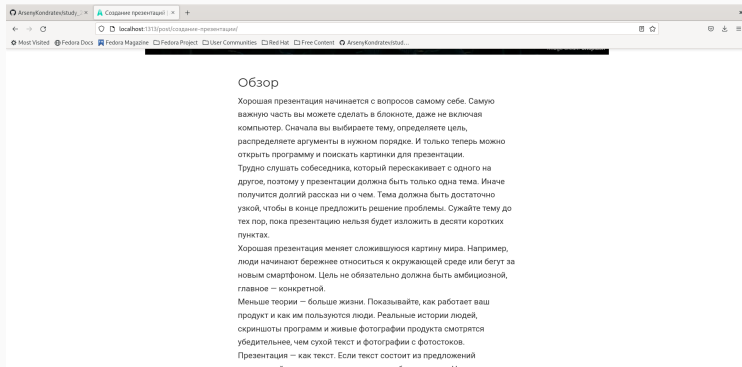 ArsenyKondratev/study_2
Создание презентаций |
localhost:1313/post/создание-презентации/
Most Visited Fedora Docs Fedora Magazine Fedora Project User Communities Red Hat Free Content ArsenyKondratev/stud…
Обзор
Хорошая презентация начинается с вопросов самому себе. Самую
важную часть вы можете сделать в блокноте, даже не включая
компьютер. Сначала вы выбираете тему, определяете цель,
распределяете аргументы в нужном порядке. И только теперь можно
открыть программу и поискать картинки для презентации.
Трудно слушать собеседника, который перескакивает с одного на
другое, поэтому у презентации должна быть только одна тема. Иначе
получится долгий рассказ ни о чем. Тема должна быть достаточно
узкой, чтобы в конце предложить решение проблемы. Сужайте тему до
тех пор, пока презентацию нельзя будет изложить в десяти коротких
пунктах.
Хорошая презентация меняет сложившуюся картину мира. Например,
люди начинают бережнее относиться к окружающей среде или бегут за
новым смартфоном. Цель не обязательно должна быть амбициозной,
главное — конкретной.
Меньше теории — больше жизни. Показывайте, как работает ваш
продукт и как им пользуются люди. Реальные истории людей,
скриншоты программ и живые фотографии продукта смотрятся
убедительнее, чем сухой текст и фотографии с фотостоков.
Презентация — как текст. Если текст состоит из предложений